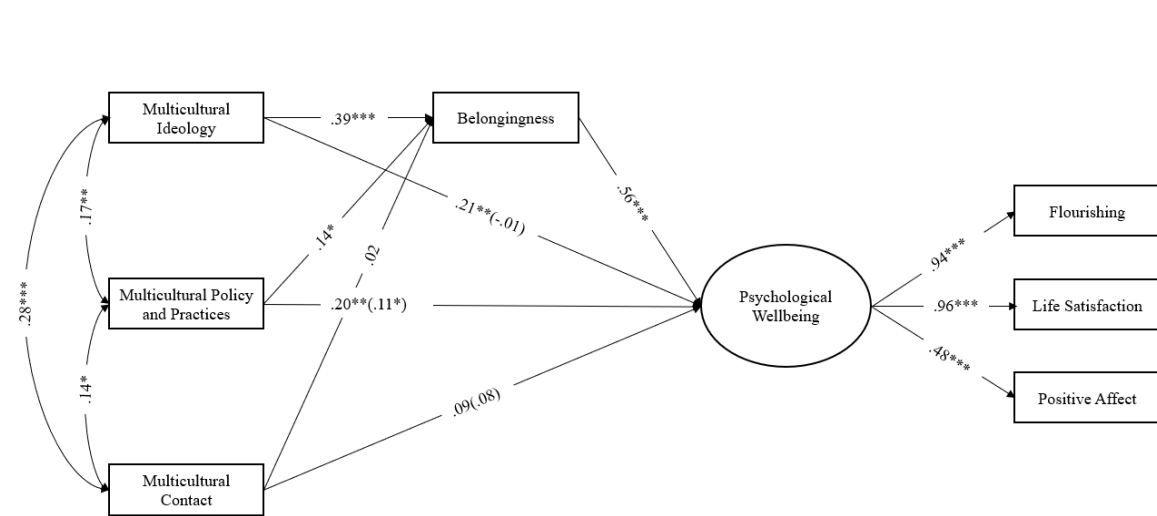 Multicultural
Ideology
.39***
Belongingness
.17**
.56***
.21**(-.01)
Flourishing
.14*
.02
.94***
.28***
Multicultural Policy
and Practices
.20**(.11*)
Psychological
Wellbeing
.96***
Life Satisfaction
.48***
.14*
.09(.08)
Positive Affect
Multicultural
Contact